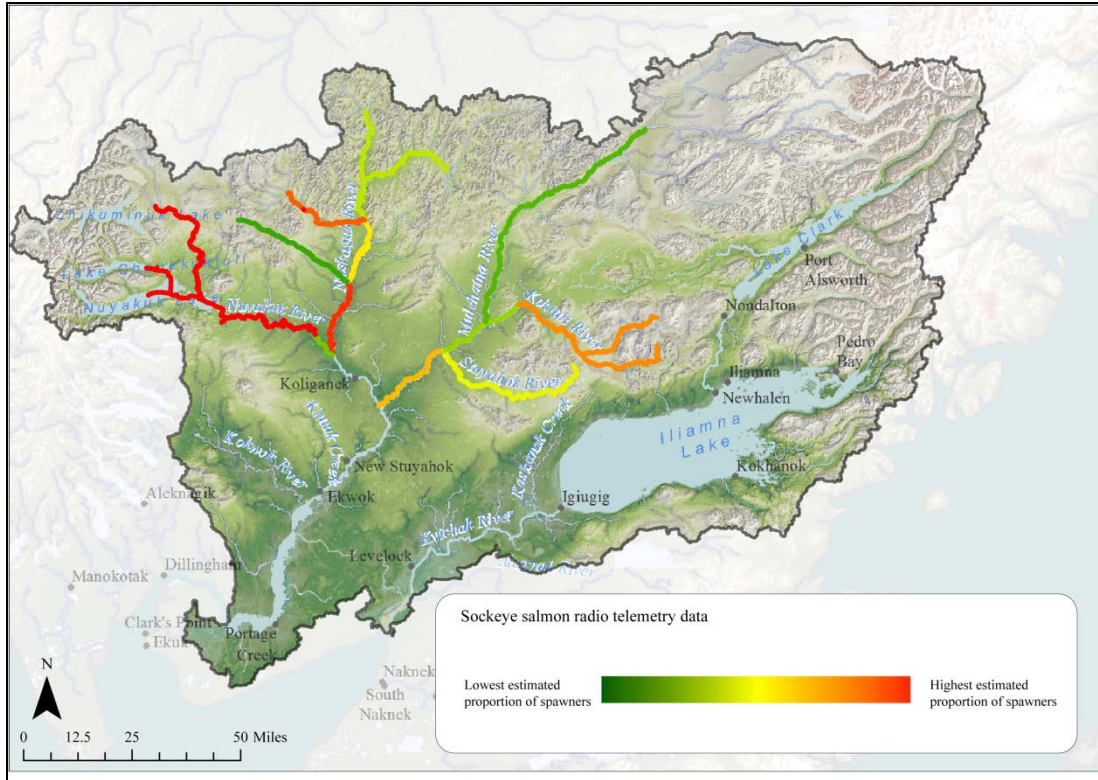 Chikuminuk Lake
Lake Chauekuktuli
Nuyakuk
Nuyakuk River
Nushagak River
Mulchatna River
Koktuli River
Stuyahok River
Lake Clark
Port
Alsworth
Nondalton
Pedro
Bay
Iliamna
Newhalen
Iliamna
Lake
Kokhanok
Koliganek
Klutuk Creek
Kokwok River
New Stuyahok
Ekwok
Kaskanak Creek
Igiugig
Kvichak River
Levelock
Aleknagik
Dillingham
Manokotak
Clark's Point
Ekuk
Portage
Creek
Naknek
South
Naknek
Sockeye salmon radio telemetry data
Lowest estimated
proportion of spawners
Highest estimated
proportion of spawners
N
0 12.5 25 50 Miles